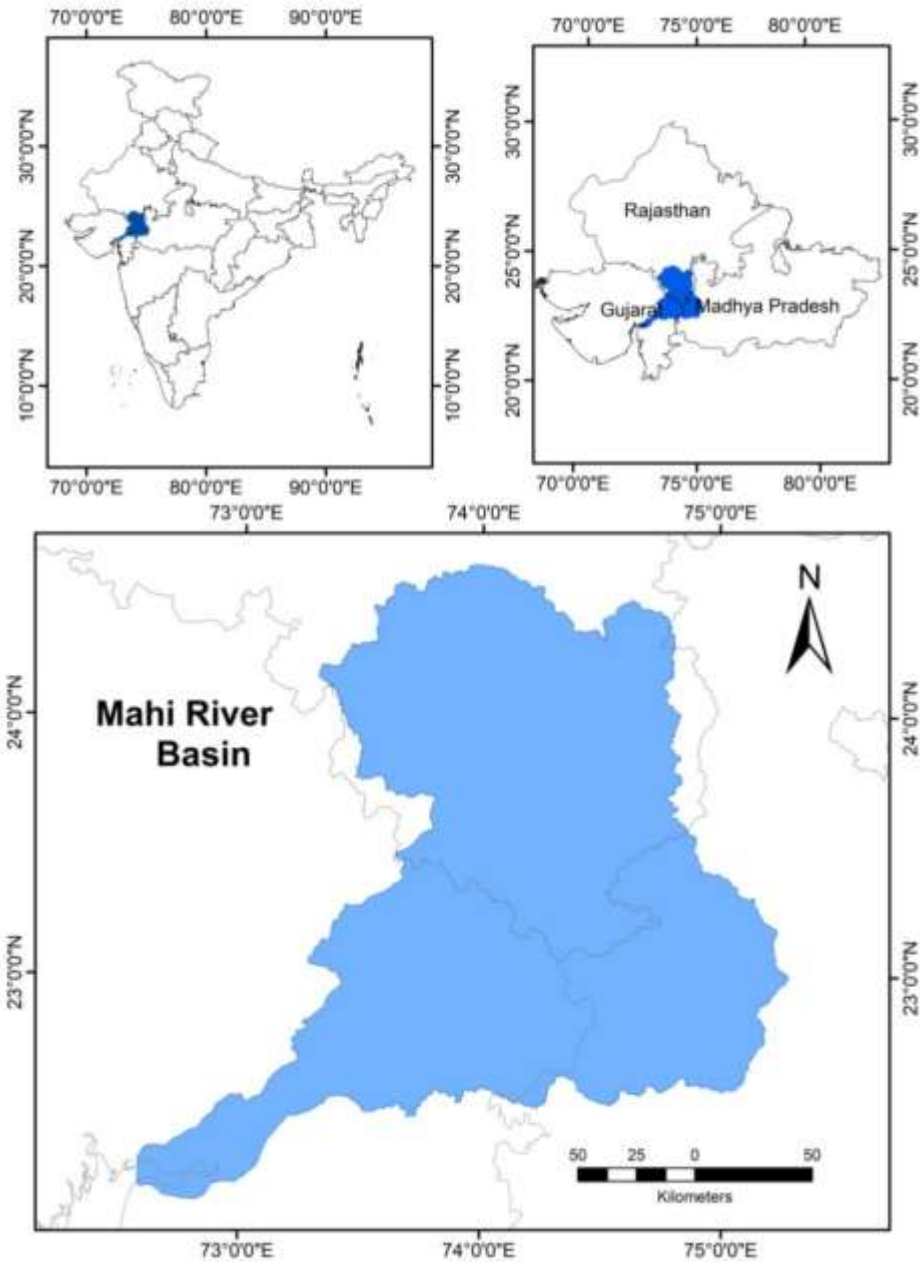 70°0'0"E 80°0'0"E 90°0'0"E
30°0'0"N 30°0'0"N
20°0'0"N 20°0'0"N
10°0'0"N 10°0'0"N
70°0'0"E 80°0'0"E 90°0'0"E
70°0'0"E 75°0'0"E 80°0'0"E
30°0'0"N 30°0'0"N
Rajasthan
25°0'0"N 25°0'0"N
Gujarat Madhya Pradesh
20°0'0"N 20°0'0"N
70°0'0"E 75°0'0"E 80°0'0"E
73°0'0"E 74°0'0"E 75°0'0"E
N
24°0'0"N 24°0'0"N
Mahi River
Basin
23°0'0"N 23°0'0"N
50 25 0 50
Kilometers
73°0'0"E 74°0'0"E 75°0'0"E